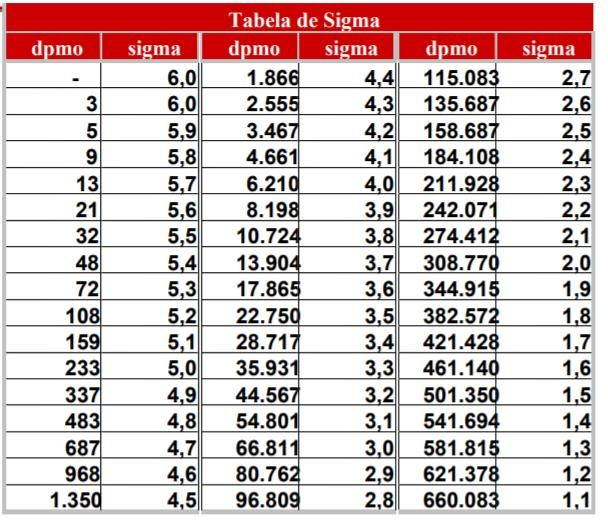 Tabela de Sigma
dpmo sigma dpmo sigma dpmo sigma
- 6,0 1.866 4,4 115.083 2,7
3 6,0 2.555 4,3 135.687 2,6
5 5,9 3.467 4,2 158.687 2,5
9 5,8 4.661 4,1 184.108 2,4
13 5,7 6.210 4,0 211.928 2,3
21 5,6 8.198 3,9 242.071 2,2
32 5,5 10.724 3,8 274.412 2,1
48 5,4 13.904 3,7 308.770 2,0
72 5,3 17.865 3,6 344.915 1,9
108 5,2 22.750 3,5 382.572 1,8
159 5,1 28.717 3,4 421.428 1,7
233 5,0 35.931 3,3 461.140 1,6
337 4,9 44.567 3,2 501.350 1,5
483 4,8 54.801 3,1 541.694 1,4
687 4,7 66.811 3,0 581.815 1,3
968 4,6 80.762 2,9 621.378 1,2
1.350 4,5 96.809 2,8 660.083 1,1